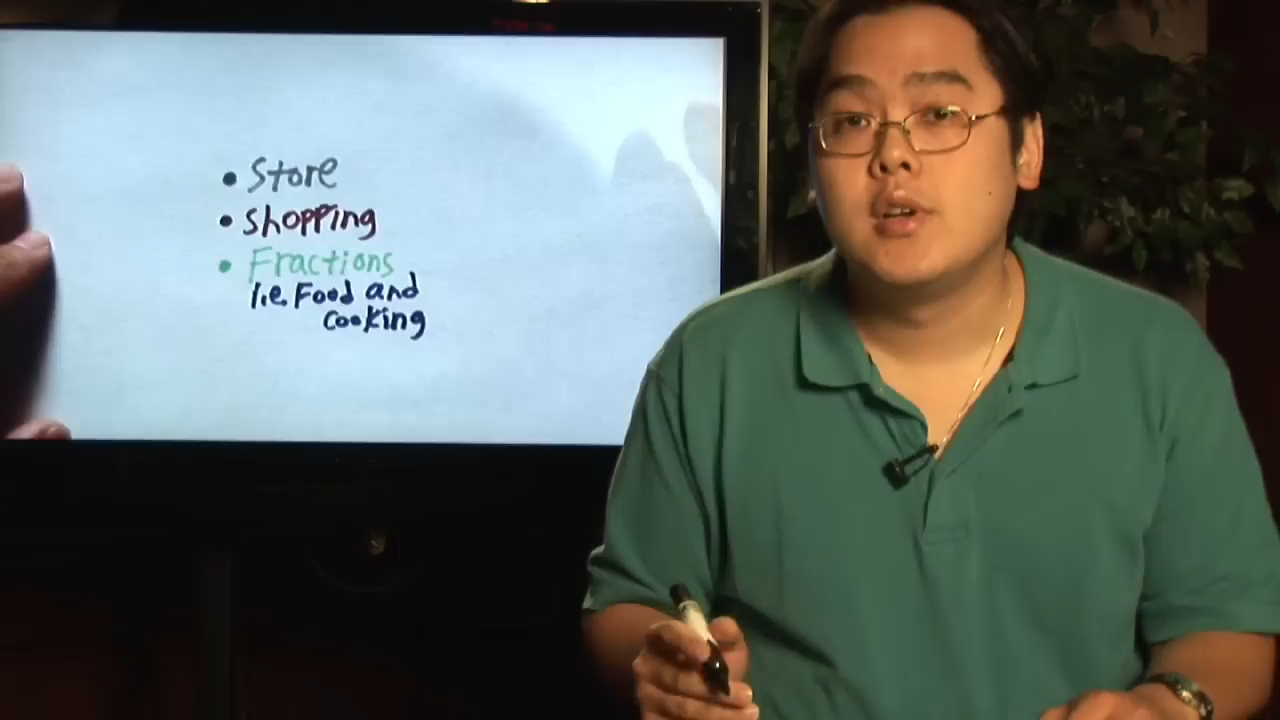 • Store
• Shopping
• Fractions
i.e. Food and
cooking